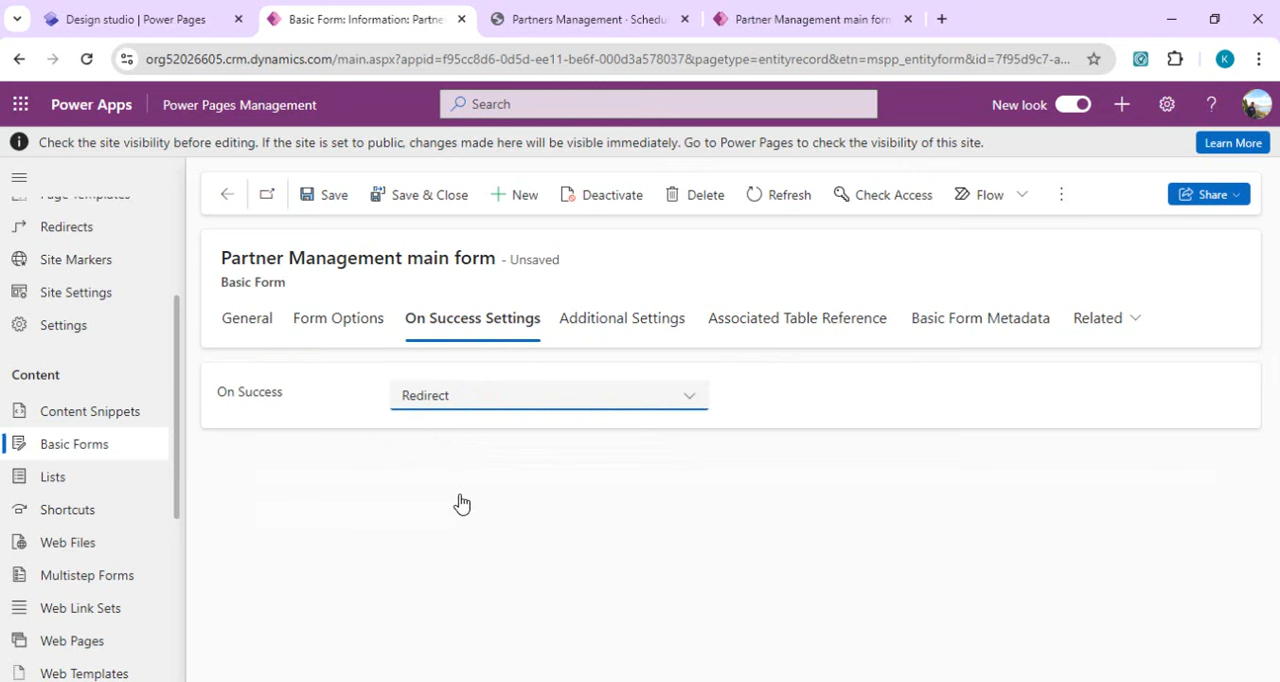 Design studio | Power Pages
Basic Form: Information: Partne
Partners Management · Schedu
Partner Management main form
org52026605.crm.dynamics.com/main.aspx?appid=f95cc8d6-0d5d-ee11-be6f-000d3a578037&pagetype=entityrecord&etn=mspp_entityform&id=7f95d9c7-a...
K
Power Apps
Power Pages Management
Search
New look
Check the site visibility before editing. If the site is set to public, changes made here will be visible immediately. Go to Power Pages to check the visibility of this site.
Learn More
Page Templates
Redirects
Site Markers
Site Settings
Settings
Content
Content Snippets
Basic Forms
Lists
Shortcuts
Web Files
Multistep Forms
Web Link Sets
Web Pages
Web Templates
Save
Save & Close
New
Deactivate
Delete
Refresh
Check Access
Flow
Share
Partner Management main form - Unsaved
Basic Form
General
Form Options
On Success Settings
Additional Settings
Associated Table Reference
Basic Form Metadata
Related
On Success
Redirect